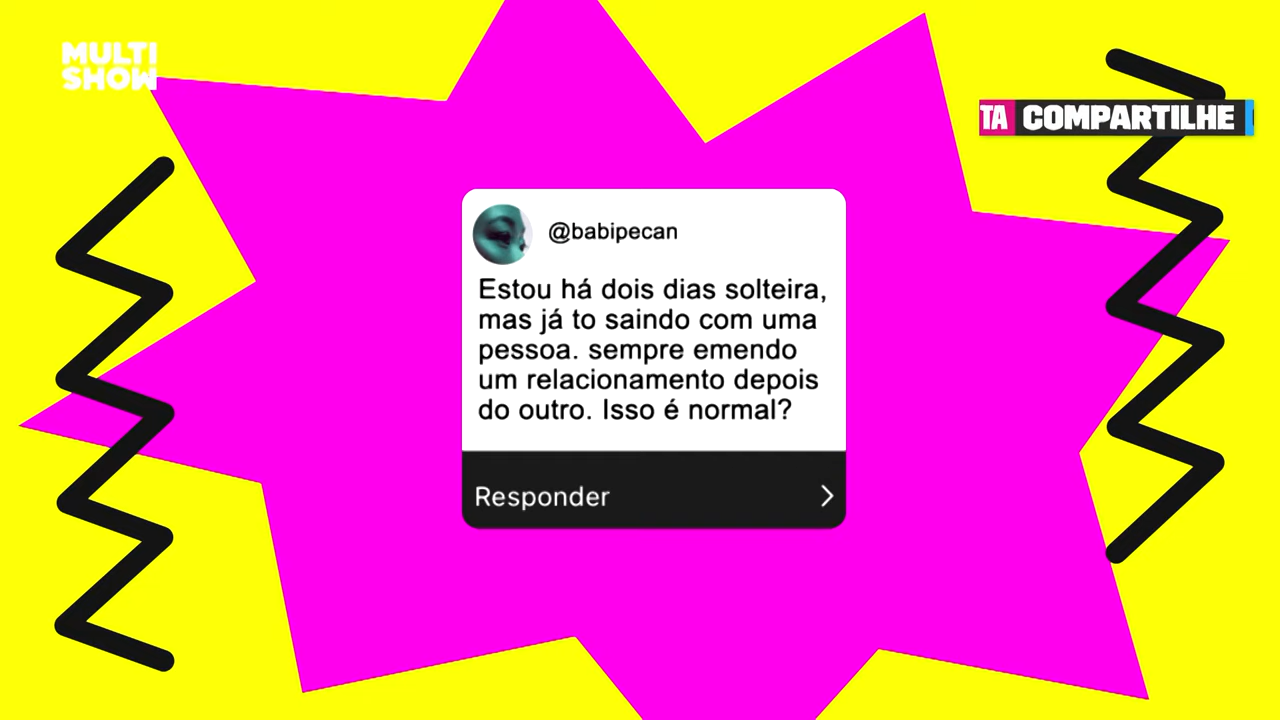 MULTI
SHOW
TA COMPARTILHE
@babipecan
Estou há dois dias solteira,
mas já to saindo com uma
pessoa. sempre emendo
um relacionamento depois
do outro. Isso é normal?
Responder